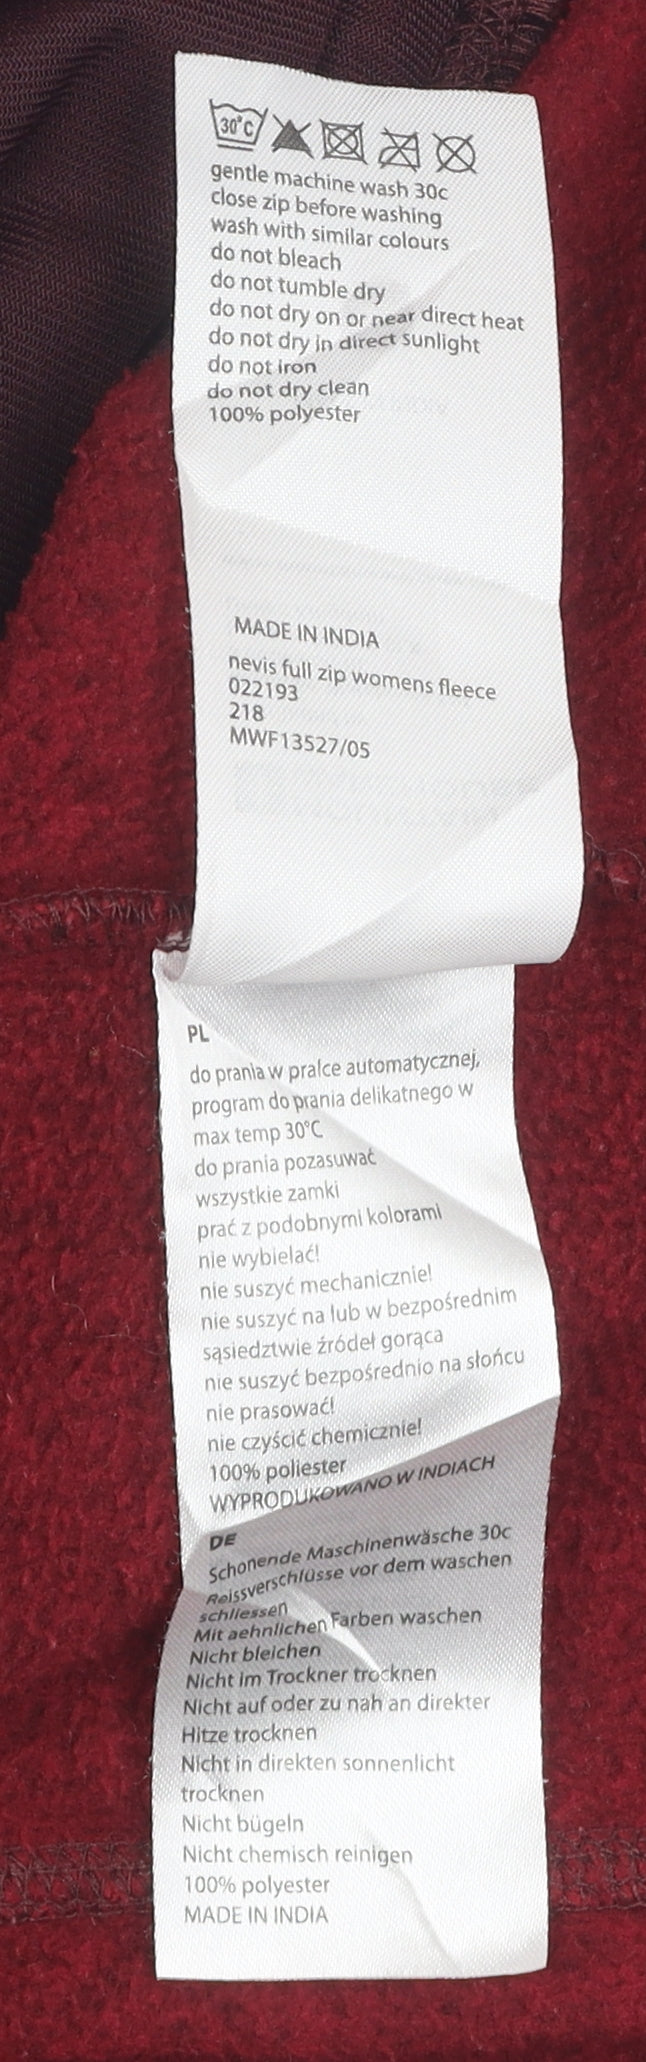 30°C
gentle machine wash 30c
close zip before washing
wash with similar colours
do not bleach
do not tumble dry
do not dry on or near direct heat
do not dry in direct sunlight
do not iron
do not dry clean
100% polyester
MADE IN INDIA
nevis full zip womens fleece
022193
218
MWF13527/05
PL
do prania w pralce automatycznej,
program do prania delikatnego w
max temp 30°C
do prania pozasuwać
wszystkie zamki
prać z podobnymi kolorami
nie wybielać!
nie suszyć mechanicznie!
nie suszyć na lub w bezpośrednim
sąsiedztwie źródeł gorąca
nie suszyć bezpośrednio na słońcu
nie prasować!
nie czyścić chemicznie!
100% poliester
WYPRODUKOWANO W INDIACH
DE
Schonende Maschinenwäsche 30c
Reissverschlüsse vor dem waschen
schliessen
Mit aehnlichen Farben waschen
Nicht bleichen
Nicht im Trockner trocknen
Nicht auf oder zu nah an direkter
Hitze trocknen
Nicht in direkten sonnenlicht
trocknen
Nicht bügeln
Nicht chemisch reinigen
100% polyester
MADE IN INDIA